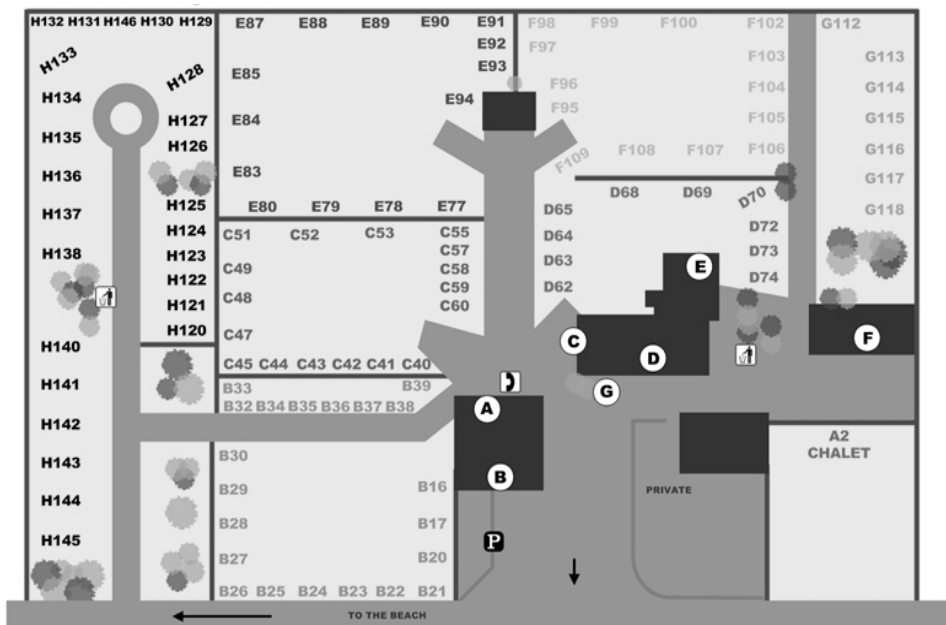 H132 H131 H146 H130 H129 E87 E88 E89 E90 E91 F98 F99 F100 F102 G112
E92 F97
H133 E93 F103 G113
H128 E85 F96 F104 G114
H134 E94 F95
H127 E84 F105 G115
H135 H126 F109 F108 F107 F106 G116
H136 E83 D68 D69 D70 G117
H125 E80 E79 E78 E77 D65 G118
H137
H124 C51 C52 C53 C55 D64 D72
H138 H123 C57 D63 D73
C49 C58 E
H122 C59 D62 D74
H121 C48 C60
H120 C47 C D F
H140
C45 C44 C43 C42 C41 C40
H141 B33 B39 G
B32 B34 B35 B36 B37 B38 A
H142 A2
CHALET
H143 B30
B29 B16 B PRIVATE
H144
B28 B17
H145 P
B27 B20
B26 B25 B24 B23 B22 B21
TO THE BEACH